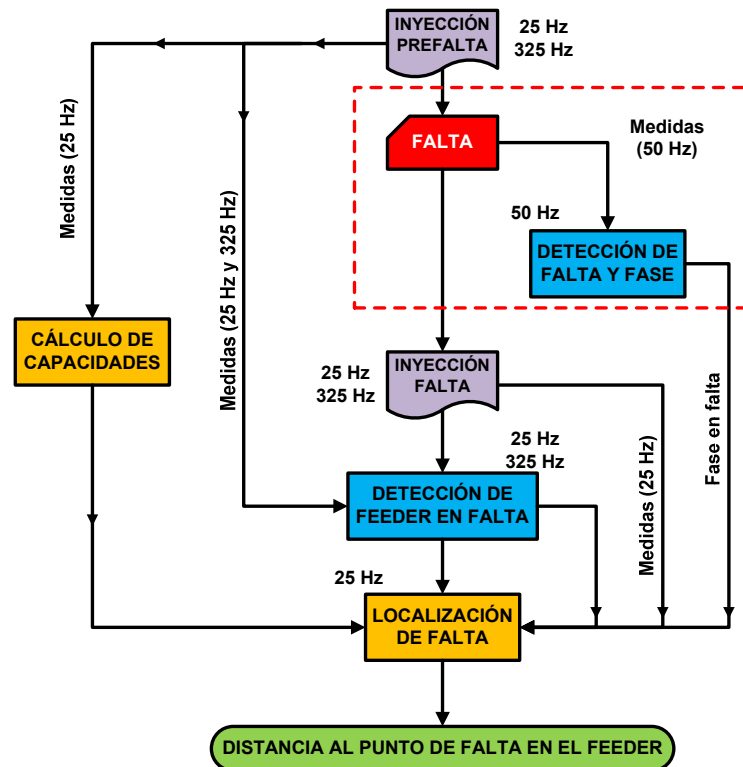 INYECCIÓN
PREFALTA
25 Hz
325 Hz
FALTA
Medidas
(50 Hz)
50 Hz
DETECCIÓN DE
FALTA Y FASE
Medidas (25 Hz)
Medidas (25 Hz y 325 Hz)
CÁLCULO DE
CAPACIDADES
INYECCIÓN
FALTA
25 Hz
325 Hz
25 Hz
325 Hz
Medidas (25 Hz)
Fase en falta
DETECCIÓN DE
FEEDER EN FALTA
25 Hz
LOCALIZACIÓN
DE FALTA
DISTANCIA AL PUNTO DE FALTA EN EL FEEDER